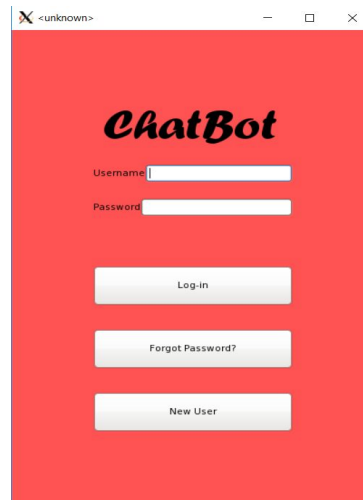 <unknown>
ChatBot
Username
Password
Log-in
Forgot Password?
New User